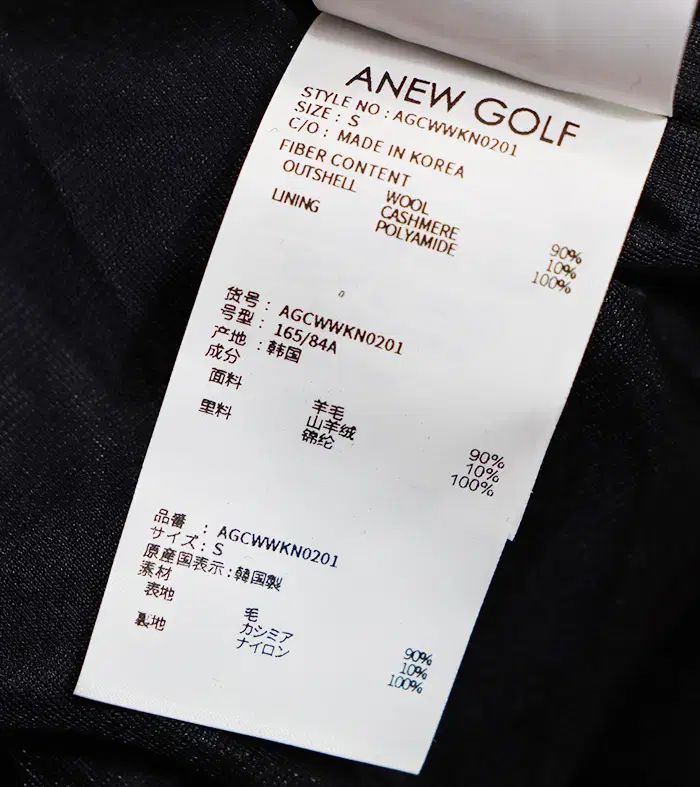 ANEW GOLF
STYLE NO : AGCWWKN0201
SIZE : S
C/O : MADE IN KOREA
FIBER CONTENT
OUTSHELL WOOL 90%
CASHMERE 10%
LINING POLYAMIDE 100%
货号 : AGCWWKN0201
号型 : 165/84A
产地 : 韩国
成分
面料 羊毛 90%
山羊绒 10%
里料 锦纶 100%
品番 : AGCWWKN0201
サイズ : S
原産国表示 : 韓国製
素材
表地 毛 90%
カシミア 10%
裏地 ナイロン 100%